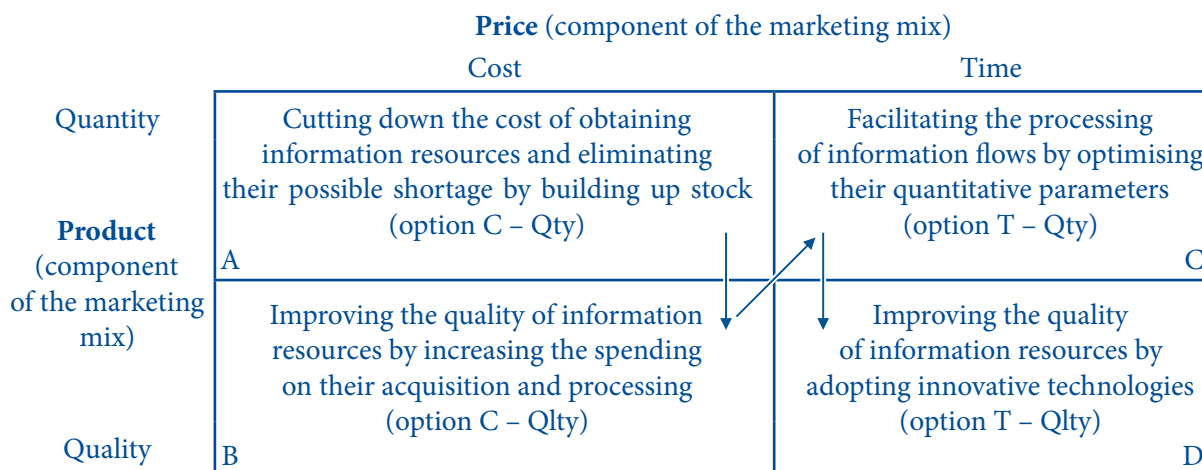 Price (component of the marketing mix)
Cost
Time
Quantity
Product
(component
of the marketing
mix)
Quality
Cutting down the cost of obtaining
information resources and eliminating
their possible shortage by building up stock
(option C – Qty)
A
Facilitating the processing
of information flows by optimising
their quantitative parameters
(option T – Qty)
C
Improving the quality of information
resources by increasing the spending
on their acquisition and processing
(option C – Qlty)
B
Improving the quality
of information resources by
adopting innovative technologies
(option T – Qlty)
D